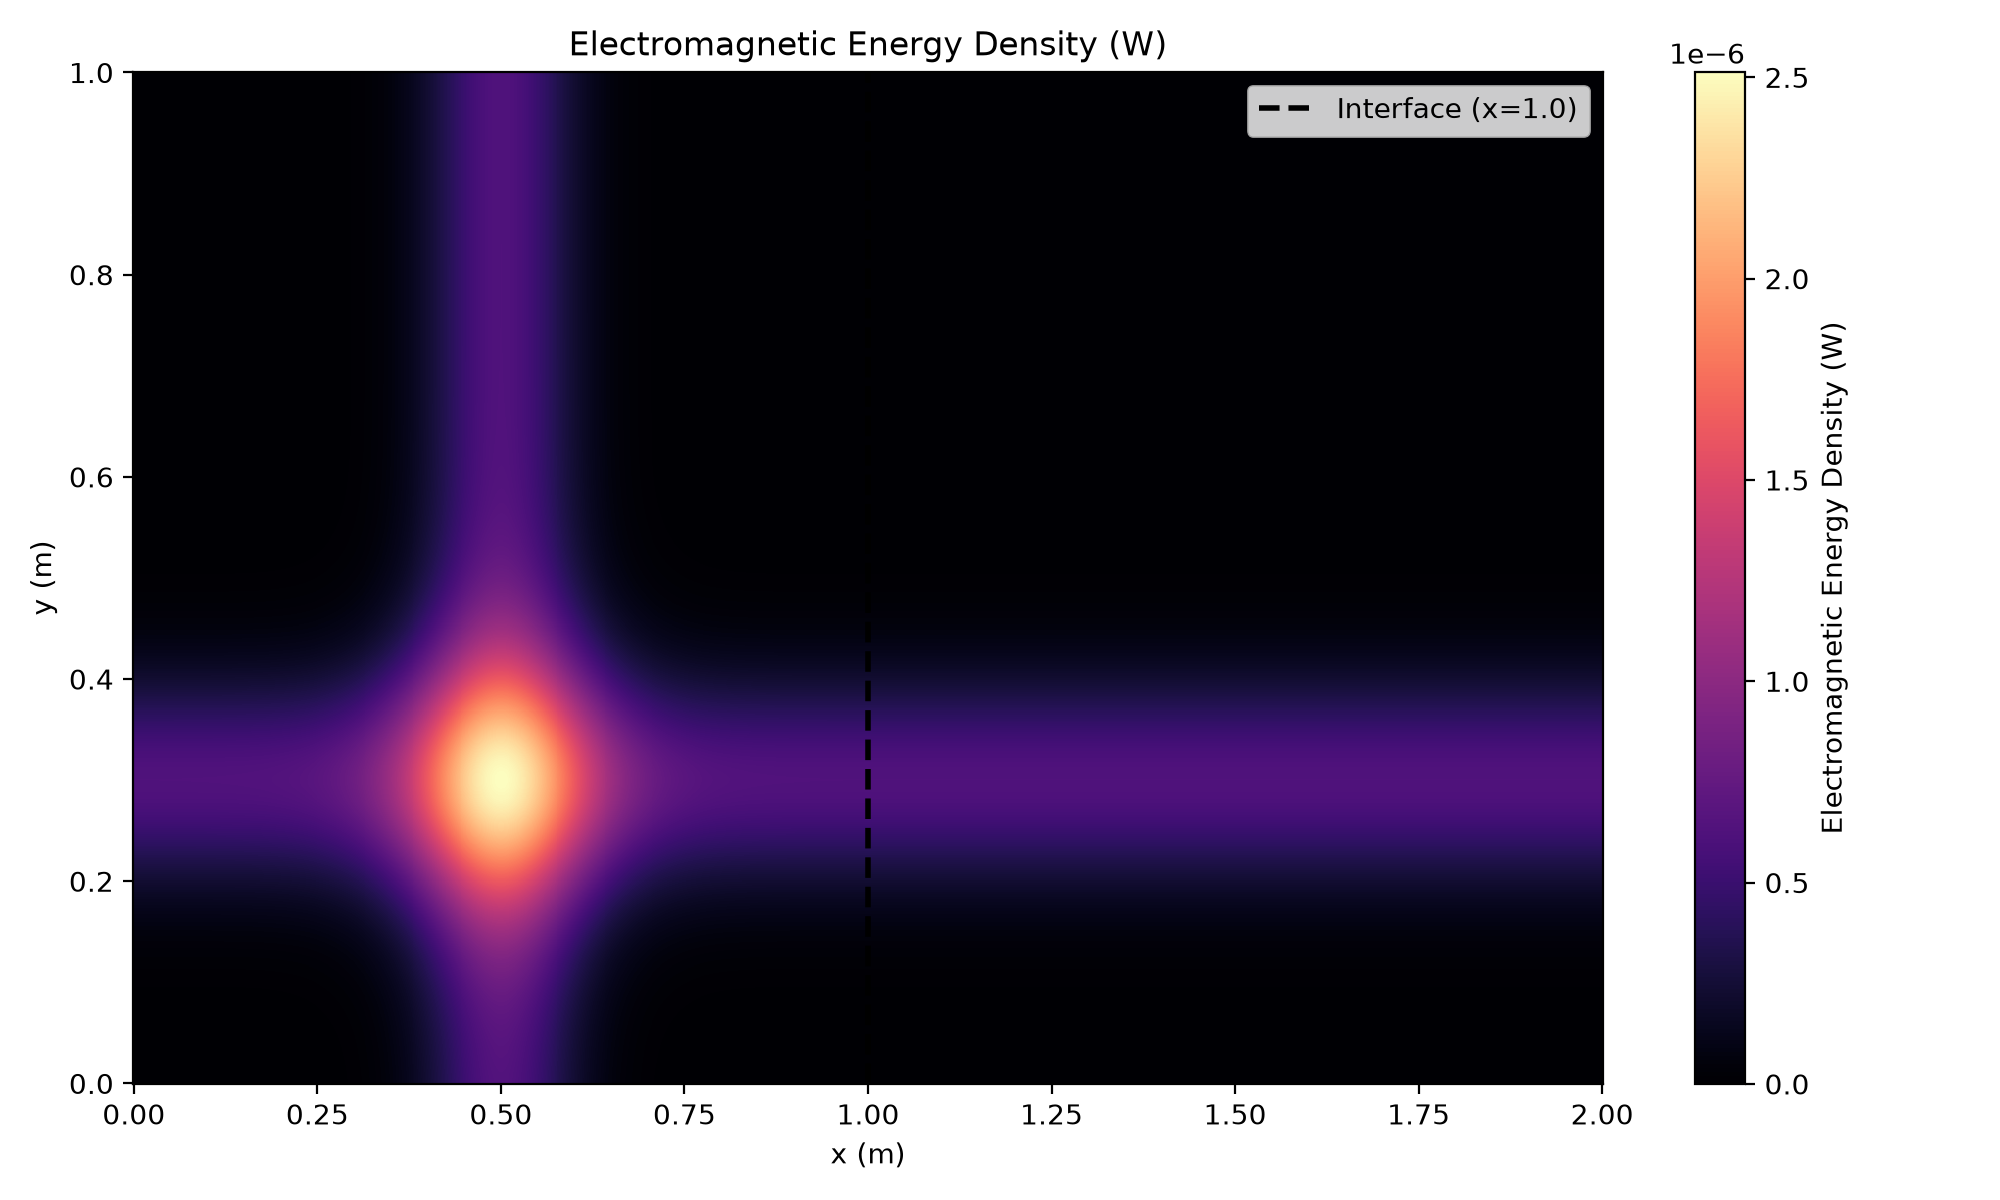 Electromagnetic Energy Density (W)
1e−6
Interface (x=1.0)
1.0
0.8
0.6
0.4
0.2
0.0
y (m)
0.00 0.25 0.50 0.75 1.00 1.25 1.50 1.75 2.00
x (m)
2.5
2.0
1.5
1.0
0.5
0.0
Electromagnetic Energy Density (W)